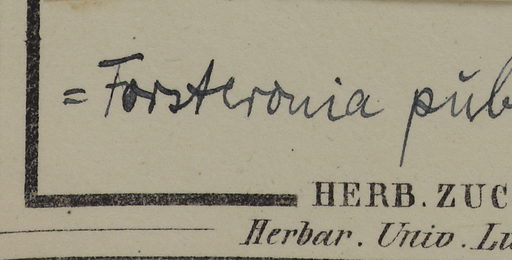 = Forsteronia pub
HERB. ZUC
Herbar. Univ. Lu